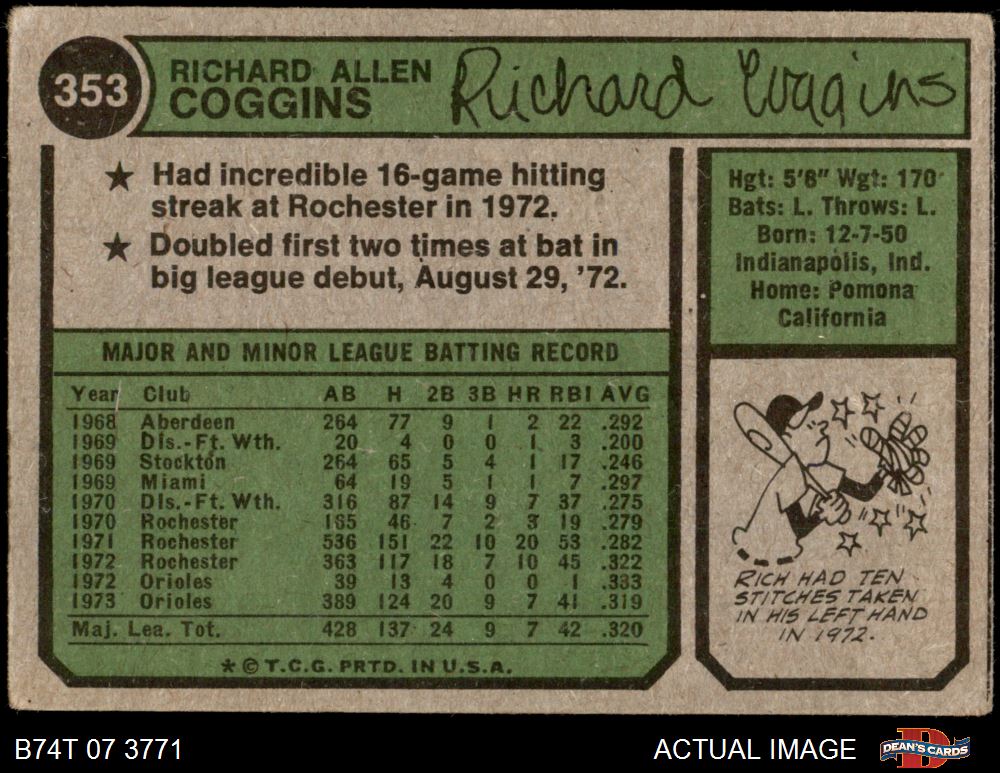 353
RICHARD ALLEN
COGGINS
Richard Coggins
★ Had incredible 16-game hitting
streak at Rochester in 1972.
★ Doubled first two times at bat in
big league debut, August 29, '72.
Hgt: 5'8" Wgt: 170
Bats: L. Throws: L.
Born: 12-7-50
Indianapolis, Ind.
Home: Pomona
California
MAJOR AND MINOR LEAGUE BATTING RECORD
Year Club AB H 2B 3B HR RBI AVG
1968 Aberdeen 264 77 9 1 2 22 .292
1969 Dls.-Ft. Wth. 20 4 0 0 1 3 .200
1969 Stockton 264 65 5 4 1 17 .246
1969 Miami 64 19 5 1 1 7 .297
1970 Dls.-Ft. Wth. 316 87 14 9 7 37 .275
1970 Rochester 165 46 7 2 3 19 .279
1971 Rochester 536 151 22 10 20 53 .282
1972 Rochester 363 117 18 7 10 45 .322
1972 Orioles 39 13 4 0 0 1 .333
1973 Orioles 389 124 20 9 7 41 .319
Maj. Lea. Tot. 428 137 24 9 7 42 .320
* © T.C.G. PRTD. IN U.S.A.
RICH HAD TEN
STITCHES TAKEN
IN HIS LEFT HAND
IN 1972.
B74T 07 3771
ACTUAL IMAGE
DEAN'S CARDS